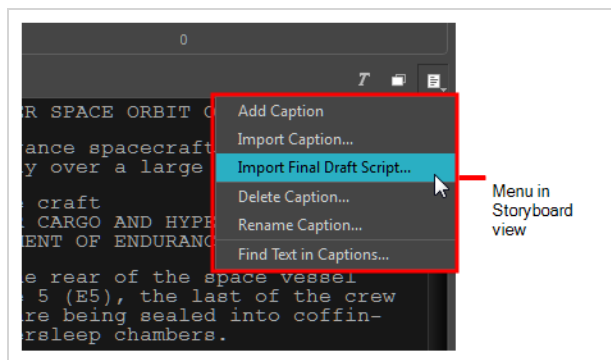 0
T
R SPACE ORBIT
Add Caption
ance spacecraft
Import Caption...
y over a large
Import Final Draft Script...
craft
Delete Caption...
CARGO AND HYPE
Rename Caption...
MENT OF ENDURANC
Find Text in Captions...
e rear of the space vessel
e 5 (E5), the last of the crew
re being sealed into coffin-
rsleep chambers.
Menu in
Storyboard
view